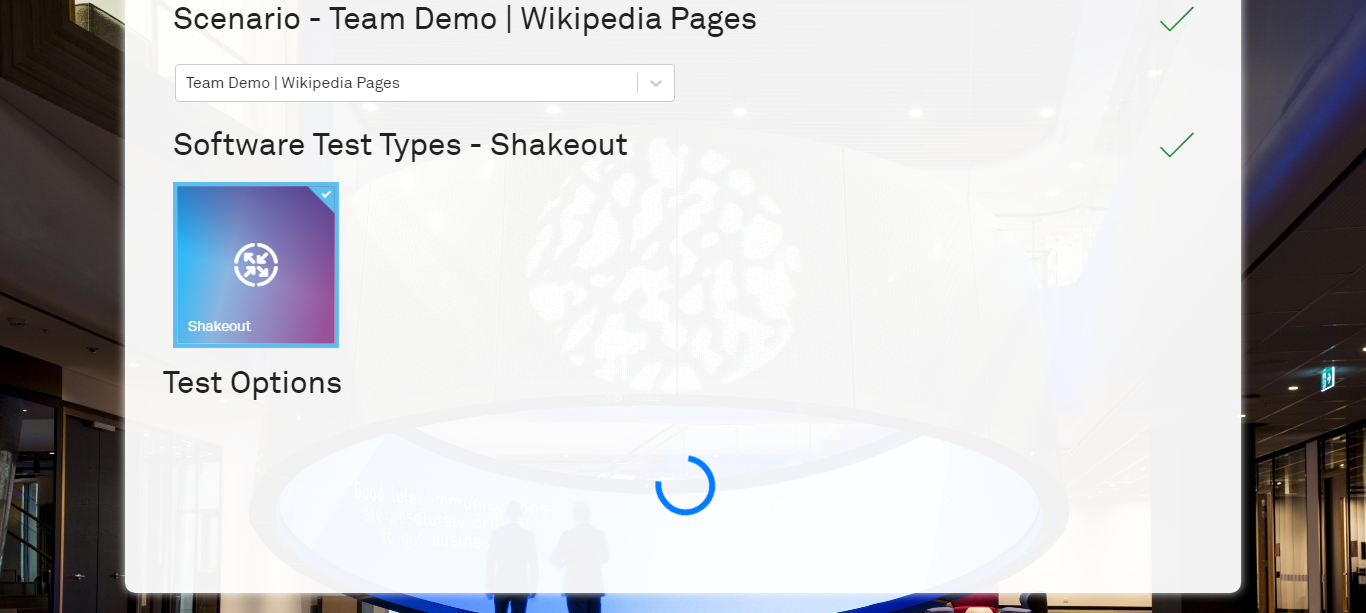 Scenario - Team Demo | Wikipedia Pages
Team Demo | Wikipedia Pages
Software Test Types - Shakeout
Shakeout
Test Options
"Good telecommunications
are absolutely
to our business